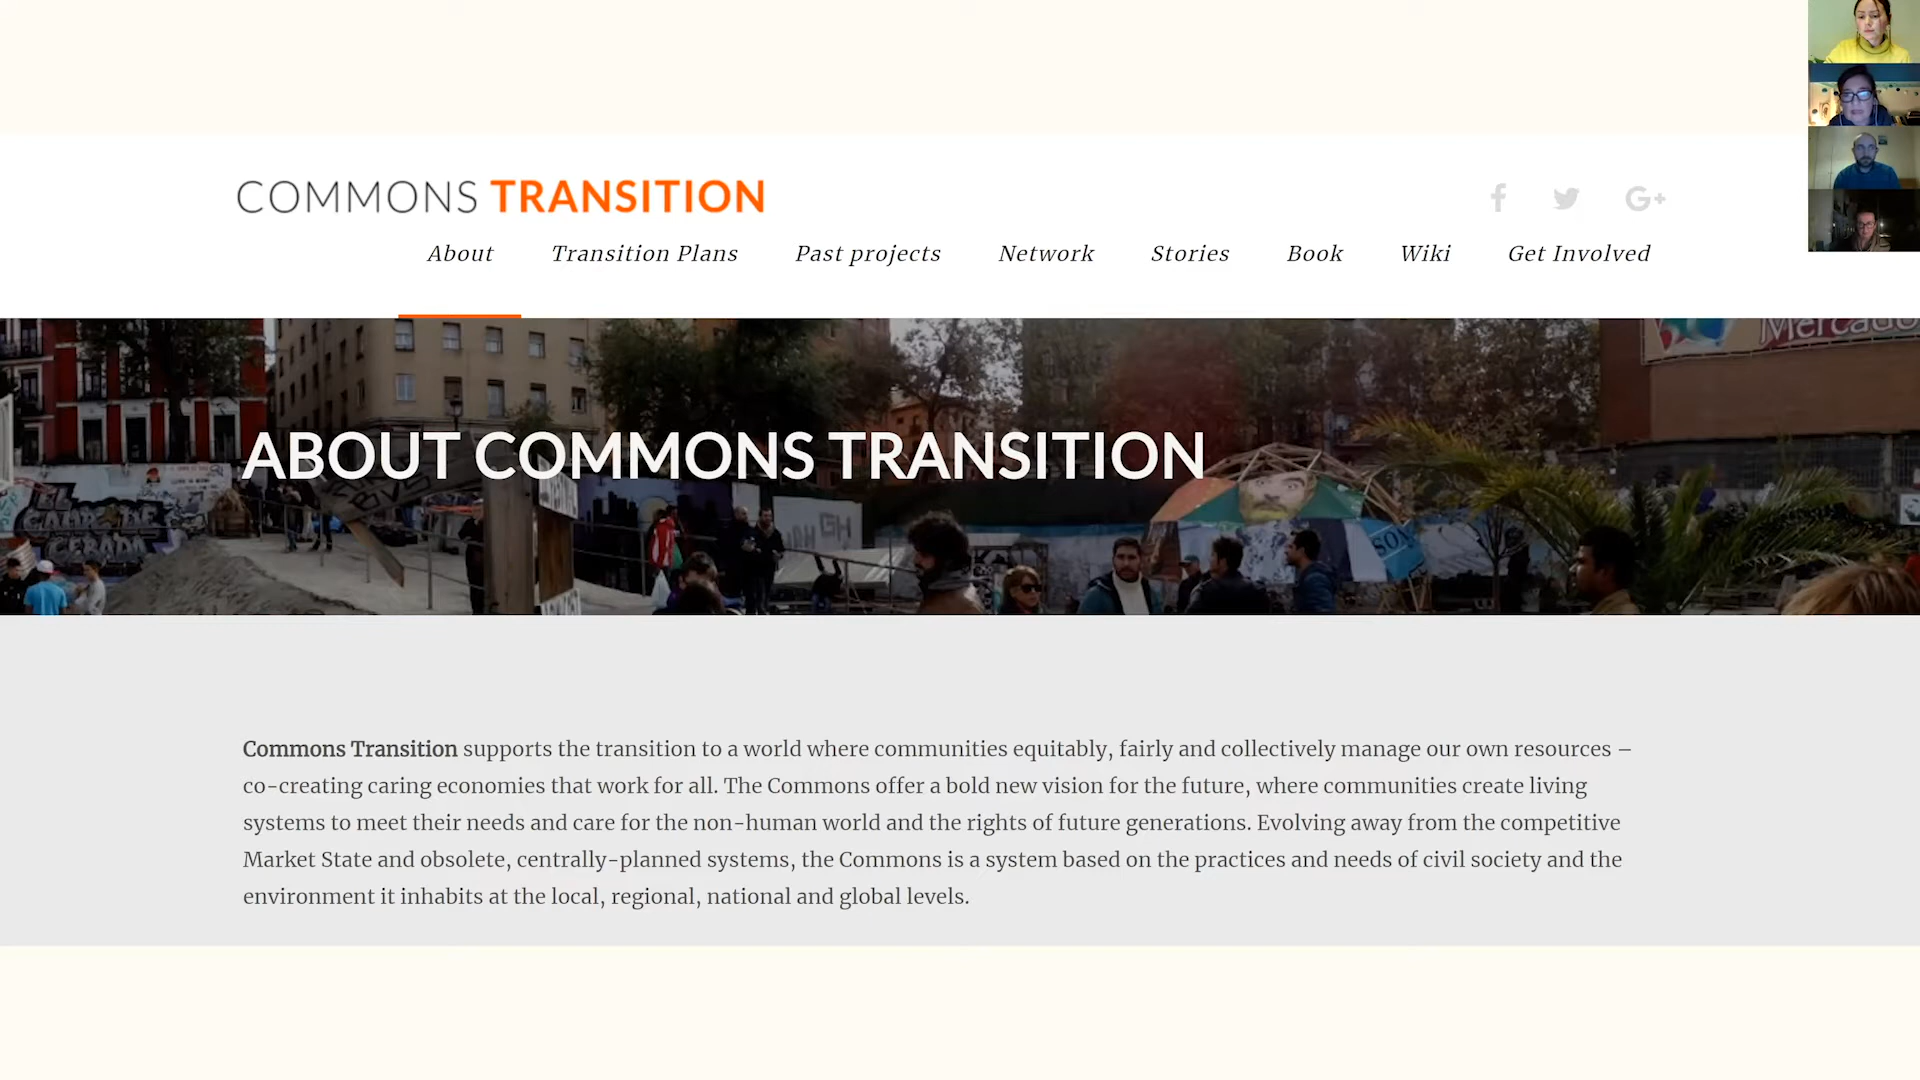 COMMONS TRANSITION
About Transition Plans Past projects Network Stories Book Wiki Get Involved
Mercado
ABOUT COMMONS TRANSITION
GH
Commons Transition supports the transition to a world where communities equitably, fairly and collectively manage our own resources –
co-creating caring economies that work for all. The Commons offer a bold new vision for the future, where communities create living
systems to meet their needs and care for the non-human world and the rights of future generations. Evolving away from the competitive
Market State and obsolete, centrally-planned systems, the Commons is a system based on the practices and needs of civil society and the
environment it inhabits at the local, regional, national and global levels.